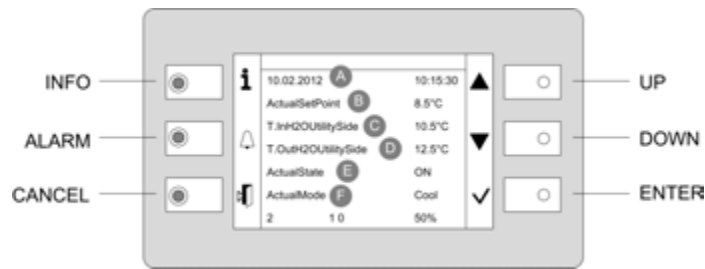 INFO
ALARM
CANCEL
i
10.02.2012 A 10:15:30
ActualSetPoint B 8.5°C
T.InH2OUtilitySide C 10.5°C
T.OutH2OUtilitySide D 12.5°C
ActualState E ON
ActualMode F Cool
2 1 0 50%
UP
DOWN
ENTER